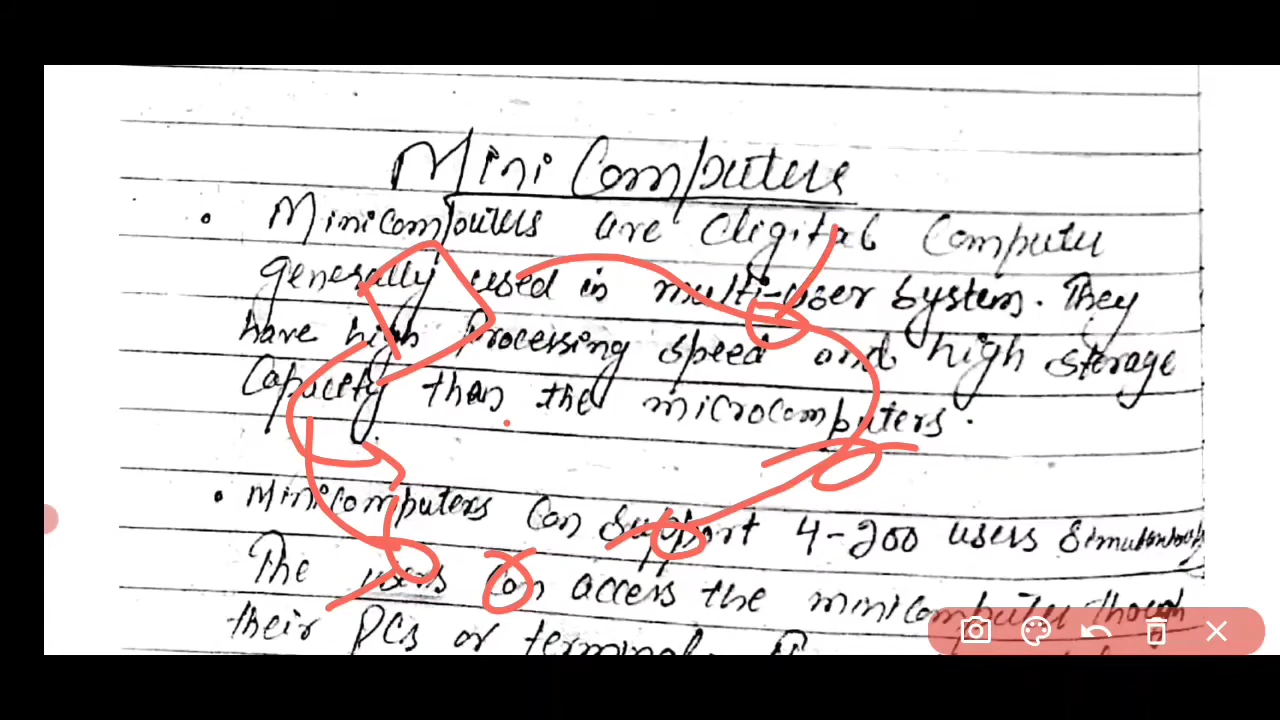 Mini Computers
• Minicomputers are digital computer
generally used in multi-user system. They
have high processing speed and high storage
capacity than the microcomputers.
• Minicomputers can support 4-200 users
The users can access the minicomputer though
their PCs or terminal.